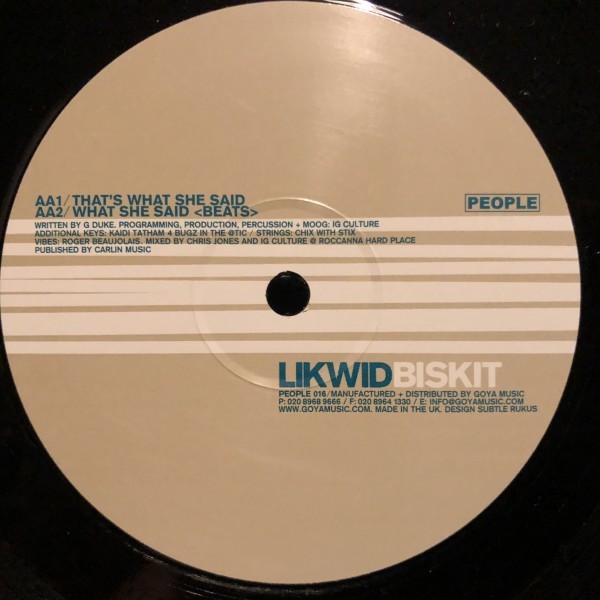 AA1/THAT'S WHAT SHE SAID
AA2/WHAT SHE SAID <BEATS>
PEOPLE
WRITTEN BY G DUKE. PROGRAMMING, PRODUCTION, PERCUSSION + MOOG: IG CULTURE
ADDITIONAL KEYS: KAIDI TATHAM 4 BUGZ IN THE @TIC / STRINGS: CHIX WITH STIX
VIBES: ROGER BEAUJOLAIS. MIXED BY CHRIS JONES AND IG CULTURE @ ROCCANNA HARD PLACE
PUBLISHED BY CARLIN MUSIC
LIKWIDBISKIT
PEOPLE 016/MANUFACTURED + DISTRIBUTED BY GOYA MUSIC
P: 020 8968 9666 / F: 020 8964 1330 / E: INFO@GOYAMUSIC.COM
WWW.GOYAMUSIC.COM. MADE IN THE UK. DESIGN SUBTLE RUKUS